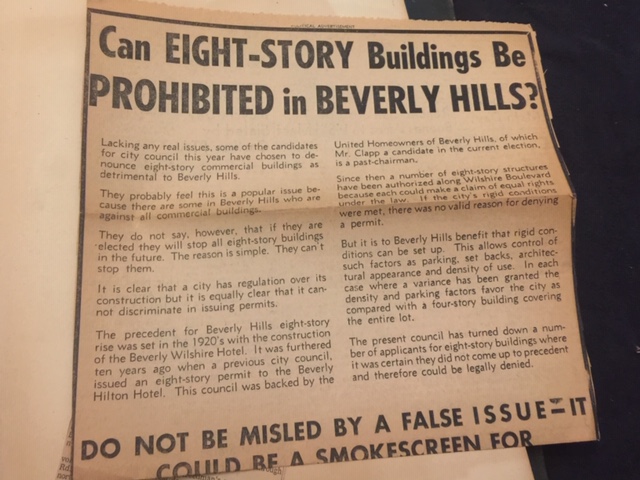 POLITICAL ADVERTISEMENT
Can EIGHT-STORY Buildings Be
PROHIBITED in BEVERLY HILLS?
Lacking any real issues, some of the candidates
for city council this year have chosen to de-
nounce eight-story commercial buildings as
detrimental to Beverly Hills.
They probably feel this is a popular issue be-
cause there are some in Beverly Hills who are
against all commercial buildings.
They do not say, however, that if they are
elected they will stop all eight-story buildings
in the future. The reason is simple. They can't
stop them.
It is clear that a city has regulation over its
construction but it is equally clear that it can-
not discriminate in issuing permits.
The precedent for Beverly Hills eight-story
rise was set in the 1920's with the construction
of the Beverly Wilshire Hotel. It was furthered
ten years ago when a previous city council,
issued an eight-story permit to the Beverly
Hilton Hotel. This council was backed by the
United Homeowners of Beverly Hills, of which
Mr. Clapp a candidate in the current election,
is a past-chairman.
Since then a number of eight-story structures
have been authorized along Wilshire Boulevard
because each could make a claim of equal rights
under the law. If the city's rigid conditions
were met, there was no valid reason for denying
a permit.
But it is to Beverly Hills benefit that rigid con-
ditions can be set up. This allows control of
such factors as parking, set backs, architec-
tural appearance and density of use. In each
case where a variance has been granted the
density and parking factors favor the city as
compared with a four-story building covering
the entire lot.
The present council has turned down a num-
ber of applicants for eight-story buildings where
it was certain they did not come up to precedent
and therefore could be legally denied.
DO NOT BE MISLED BY A FALSE ISSUE—IT
COULD BE A SMOKESCREEN FOR